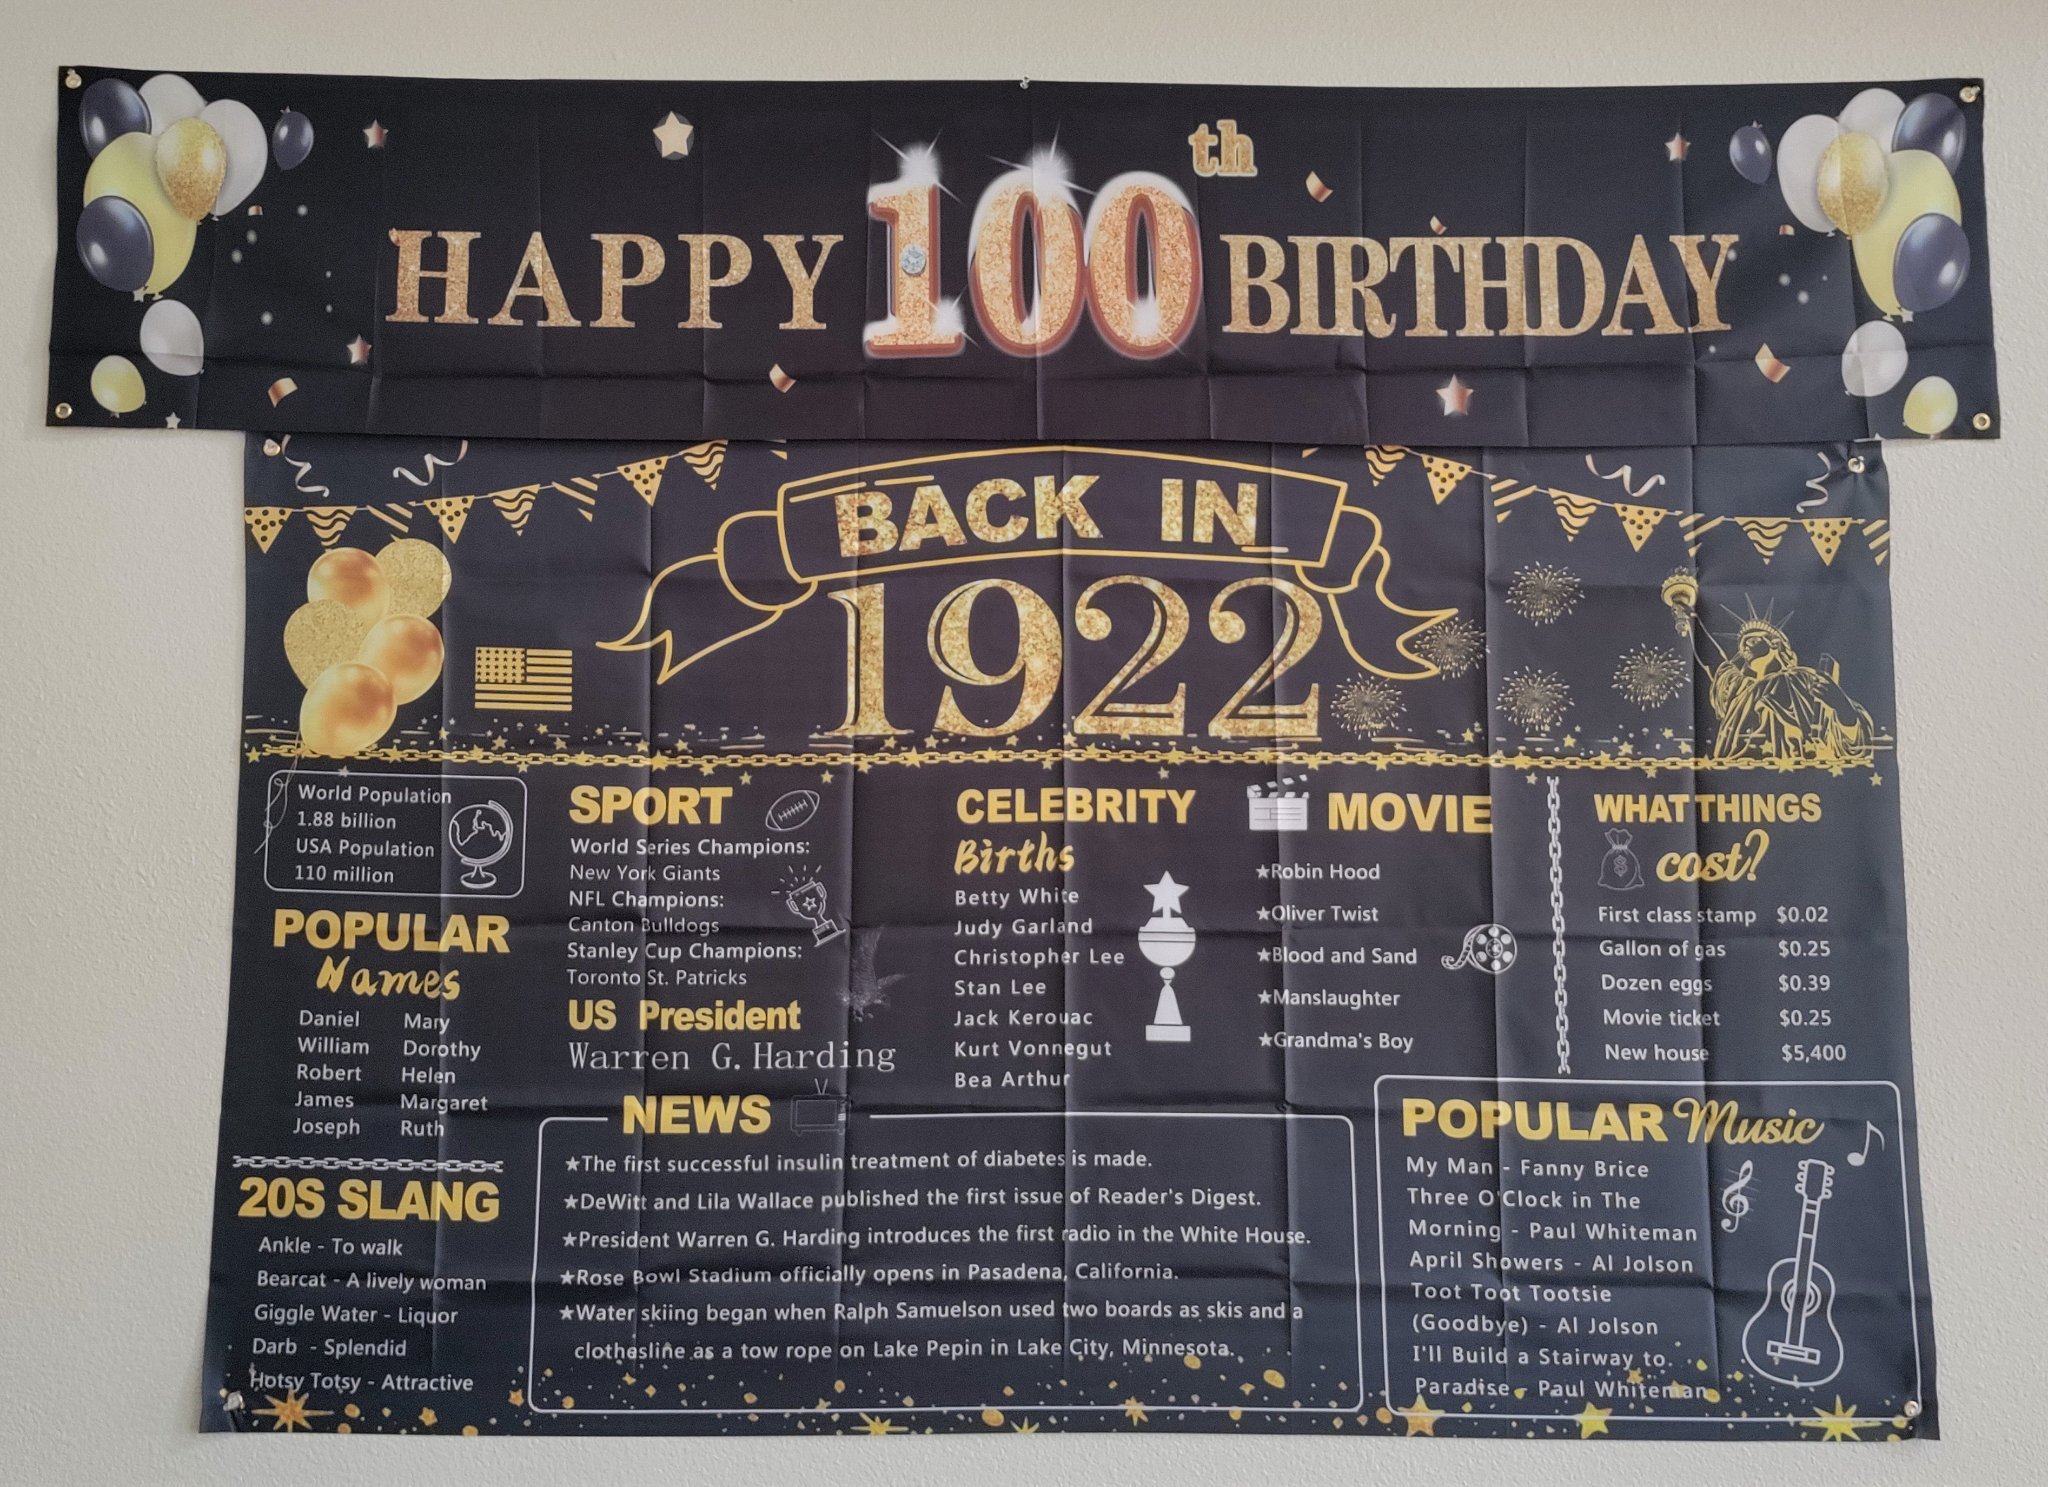 HAPPY 100th BIRTHDAY
BACK IN
1922
World Population
1.88 billion
USA Population
110 million
POPULAR
Names
Daniel Mary
William Dorothy
Robert Helen
James Margaret
Joseph Ruth
20S SLANG
Ankle - To walk
Bearcat - A lively woman
Giggle Water - Liquor
Darb - Splendid
Hotsy Totsy - Attractive
SPORT
World Series Champions:
New York Giants
NFL Champions:
Canton Bulldogs
Stanley Cup Champions:
Toronto St. Patricks
US President
Warren G. Harding
CELEBRITY
Births
Betty White
Judy Garland
Christopher Lee
Stan Lee
Jack Kerouac
Kurt Vonnegut
Bea Arthur
MOVIE
★Robin Hood
★Oliver Twist
★Blood and Sand
★Manslaughter
★Grandma's Boy
WHAT THINGS
cost?
First class stamp $0.02
Gallon of gas $0.25
Dozen eggs $0.39
Movie ticket $0.25
New house $5,400
NEWS
★The first successful insulin treatment of diabetes is made.
★DeWitt and Lila Wallace published the first issue of Reader's Digest.
★President Warren G. Harding introduces the first radio in the White House.
★Rose Bowl Stadium officially opens in Pasadena, California.
★Water skiing began when Ralph Samuelson used two boards as skis and a
clothesline as a tow rope on Lake Pepin in Lake City, Minnesota.
POPULAR Music
My Man - Fanny Brice
Three O'Clock in The
Morning - Paul Whiteman
April Showers - Al Jolson
Toot Toot Tootsie
(Goodbye) - Al Jolson
I'll Build a Stairway to
Paradise - Paul Whiteman